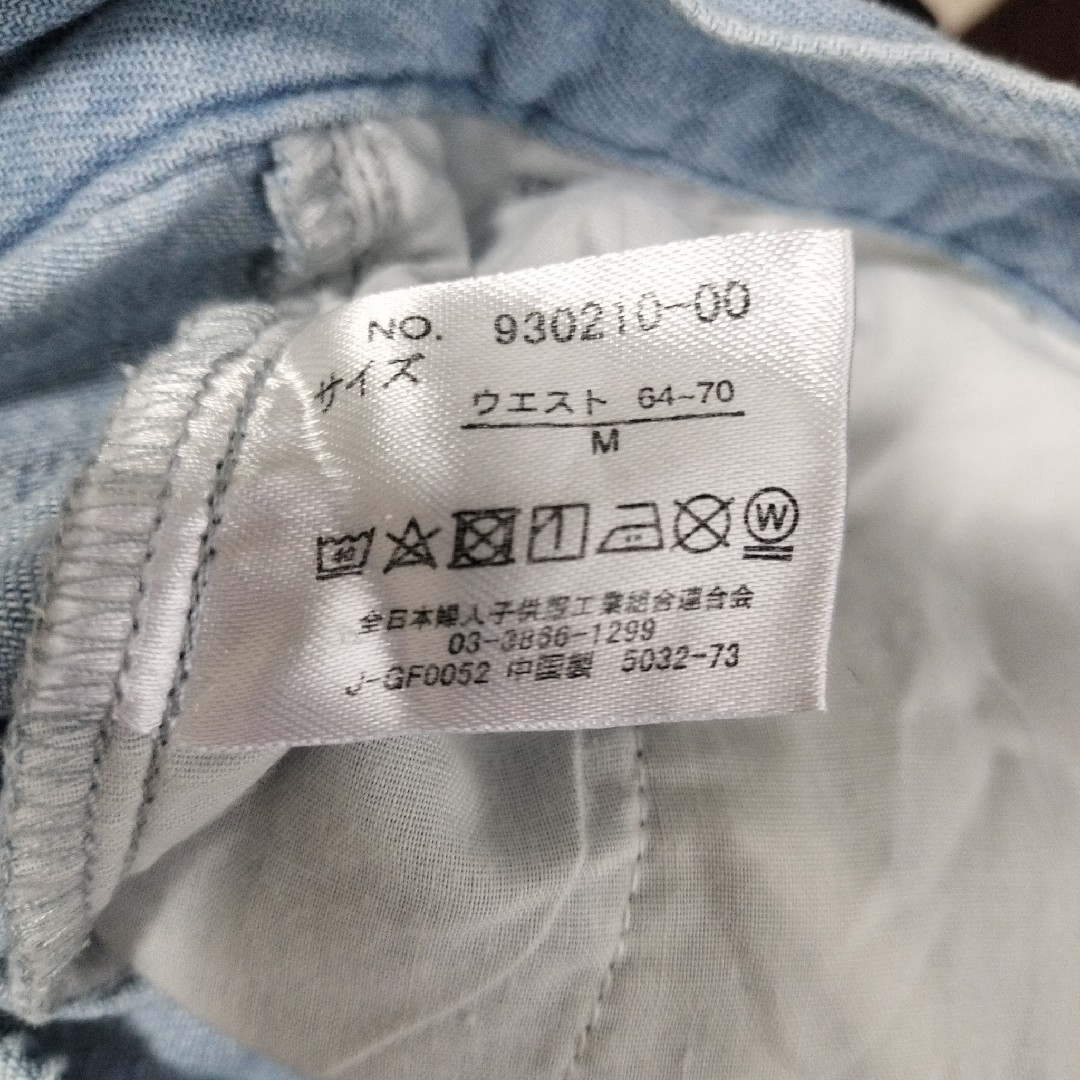 NO. 930210-00
サイズ
ウエスト 64~70
M
40
W
全日本婦人子供服工業組合連合会
03-3866-1299
J-GF0052 中国製 5032-73